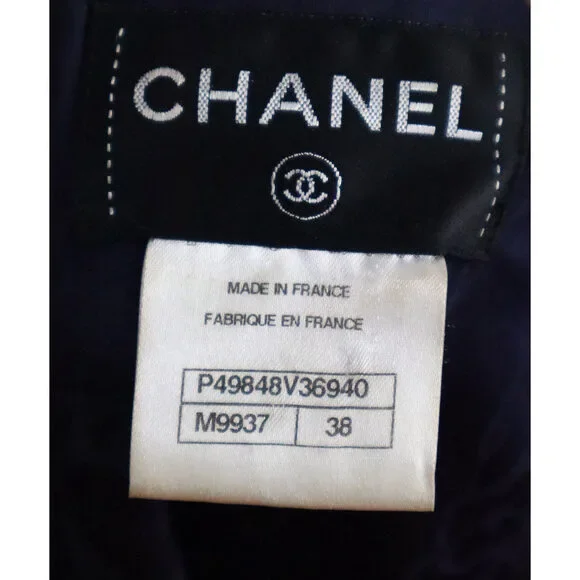 CHANEL
MADE IN FRANCE
FABRIQUE EN FRANCE
P49848V36940
M9937 38